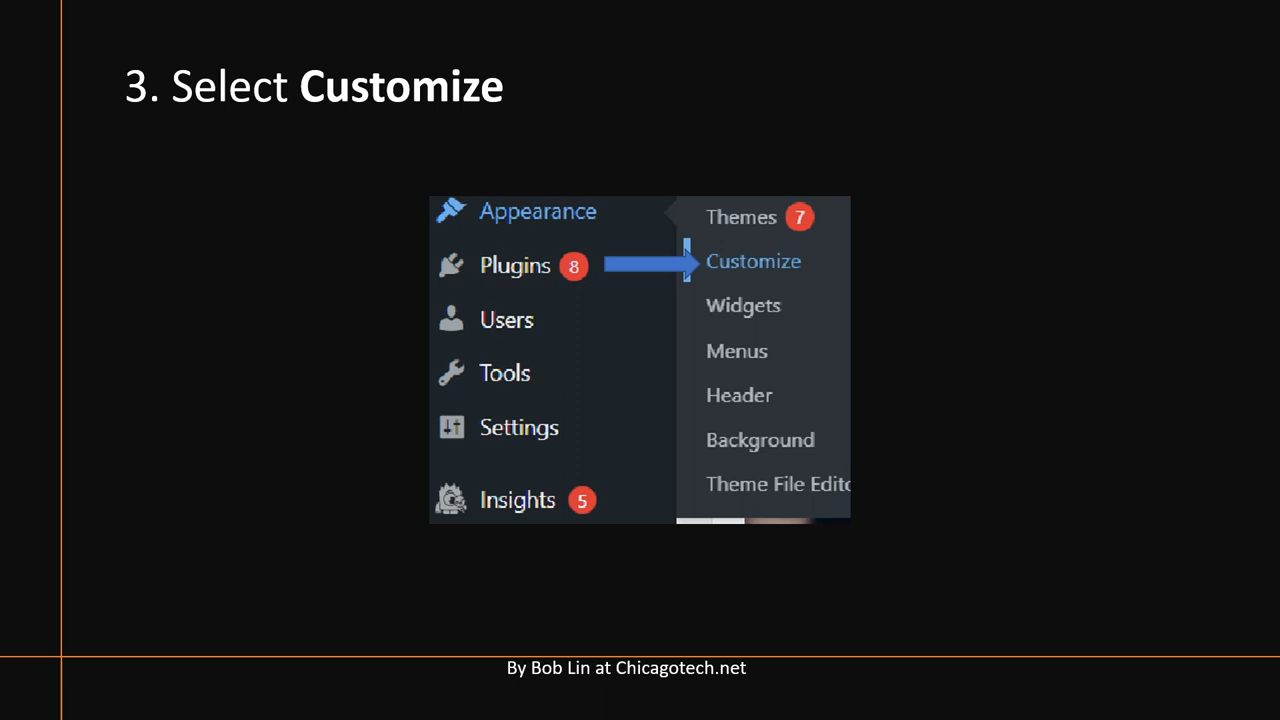 3. Select Customize
Appearance
Plugins 8
Users
Tools
Settings
Insights 5
Themes 7
Customize
Widgets
Menus
Header
Background
Theme File Edito
By Bob Lin at Chicagotech.net